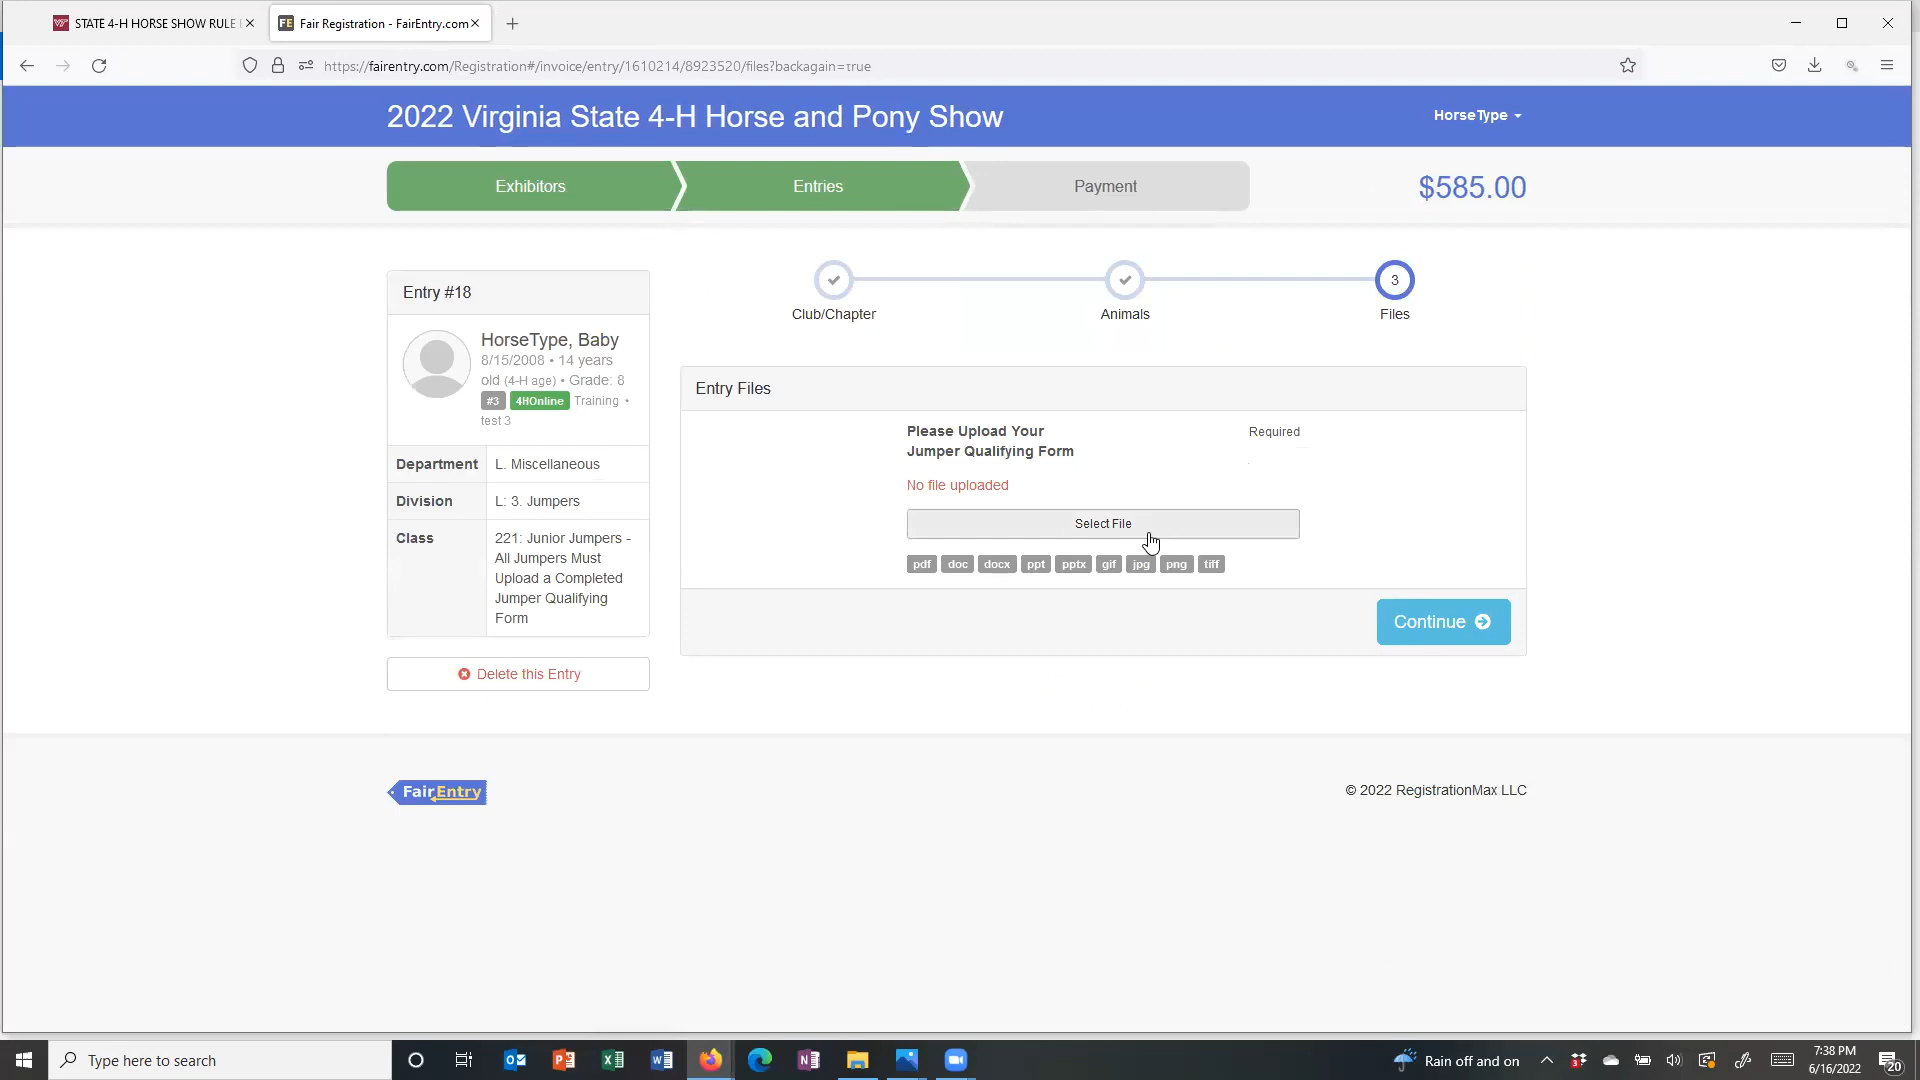 STATE 4-H HORSE SHOW RULE
Fair Registration - FairEntry.com
https://fairentry.com/Registration#/invoice/entry/1610214/8923520/files?backagain=true
2022 Virginia State 4-H Horse and Pony Show
HorseType
Exhibitors
Entries
Payment
$585.00
Entry #18
HorseType, Baby
8/15/2008 • 14 years
old (4-H age) • Grade: 8
#3 4HOnline Training •
test 3
Department L. Miscellaneous
Division L: 3. Jumpers
Class 221: Junior Jumpers -
All Jumpers Must
Upload a Completed
Jumper Qualifying
Form
Delete this Entry
3
Club/Chapter
Animals
Files
Entry Files
Please Upload Your
Jumper Qualifying Form
Required
No file uploaded
Select File
pdf doc docx ppt pptx gif jpg png tiff
Continue
FairEntry
© 2022 RegistrationMax LLC
Type here to search
Rain off and on
7:38 PM
6/16/2022
20